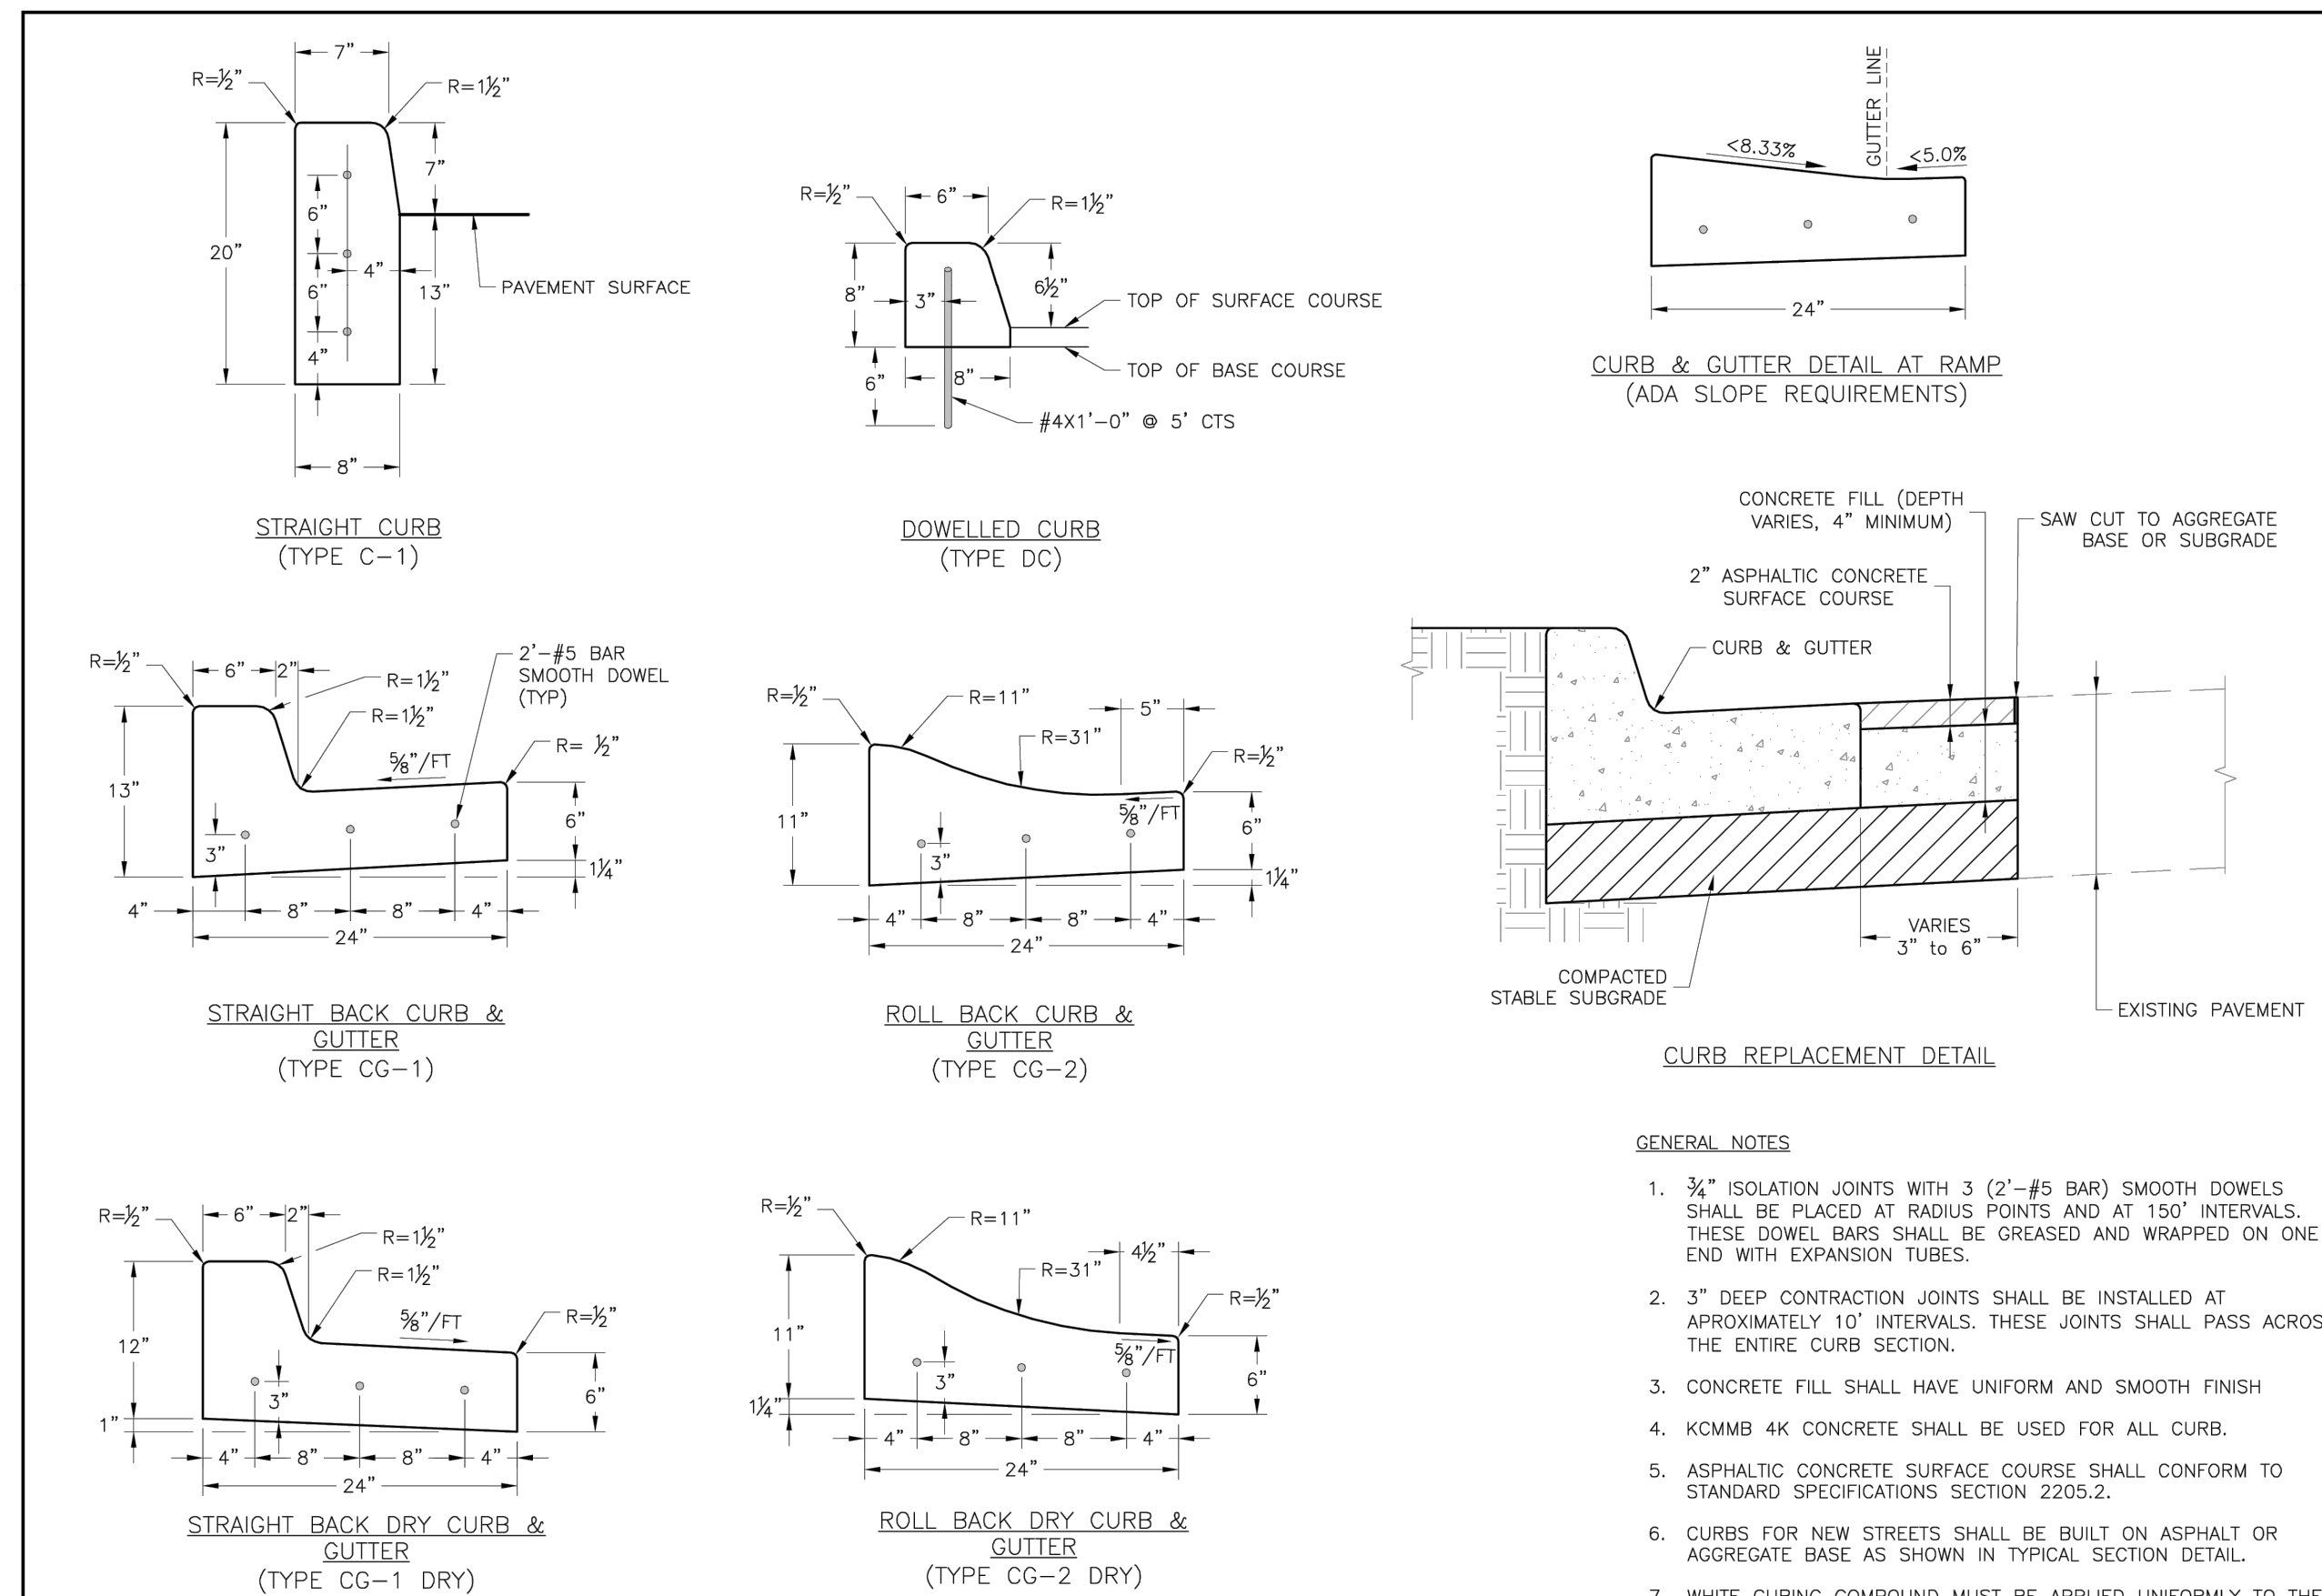 7"
R=½"
R=1½"
7"
6"
20"
4"
6"
13"
PAVEMENT SURFACE
4"
8"
STRAIGHT CURB
(TYPE C-1)
R=½"
6"
R=1½"
8"
3"
6½"
TOP OF SURFACE COURSE
TOP OF BASE COURSE
6"
8"
#4X1'-0" @ 5' CTS
DOWELLED CURB
(TYPE DC)
GUTTER LINE
<8.33%
<5.0%
24"
CURB & GUTTER DETAIL AT RAMP
(ADA SLOPE REQUIREMENTS)
R=½"
6"
2"
R=1½"
R=1½"
2'-#5 BAR
SMOOTH DOWEL
(TYP)
⅝"/FT
R= ½"
13"
3"
6"
1¼"
4"
8"
8"
4"
24"
STRAIGHT BACK CURB &
GUTTER
(TYPE CG-1)
R=½"
R=11"
R=31"
5"
R=½"
⅝"/FT
11"
3"
6"
1¼"
4"
8"
8"
4"
24"
ROLL BACK CURB &
GUTTER
(TYPE CG-2)
CONCRETE FILL (DEPTH
VARIES, 4" MINIMUM)
SAW CUT TO AGGREGATE
BASE OR SUBGRADE
2" ASPHALTIC CONCRETE
SURFACE COURSE
CURB & GUTTER
VARIES
3" to 6"
COMPACTED
STABLE SUBGRADE
EXISTING PAVEMENT
CURB REPLACEMENT DETAIL
R=½"
6"
2"
R=1½"
R=1½"
⅝"/FT
R=½"
12"
3"
6"
1"
4"
8"
8"
4"
24"
STRAIGHT BACK DRY CURB &
GUTTER
(TYPE CG-1 DRY)
R=½"
R=11"
R=31"
4½"
R=½"
⅝"/FT
11"
3"
6"
1¼"
4"
8"
8"
4"
24"
ROLL BACK DRY CURB &
GUTTER
(TYPE CG-2 DRY)
GENERAL NOTES
1. ¾" ISOLATION JOINTS WITH 3 (2'-#5 BAR) SMOOTH DOWELS
SHALL BE PLACED AT RADIUS POINTS AND AT 150' INTERVALS.
THESE DOWEL BARS SHALL BE GREASED AND WRAPPED ON ONE
END WITH EXPANSION TUBES.
2. 3" DEEP CONTRACTION JOINTS SHALL BE INSTALLED AT
APROXIMATELY 10' INTERVALS. THESE JOINTS SHALL PASS ACROS
THE ENTIRE CURB SECTION.
3. CONCRETE FILL SHALL HAVE UNIFORM AND SMOOTH FINISH
4. KCMMB 4K CONCRETE SHALL BE USED FOR ALL CURB.
5. ASPHALTIC CONCRETE SURFACE COURSE SHALL CONFORM TO
STANDARD SPECIFICATIONS SECTION 2205.2.
6. CURBS FOR NEW STREETS SHALL BE BUILT ON ASPHALT OR
AGGREGATE BASE AS SHOWN IN TYPICAL SECTION DETAIL.
7. WHITE CURING COMPOUND MUST BE APPLIED UNIFORMLY TO THE